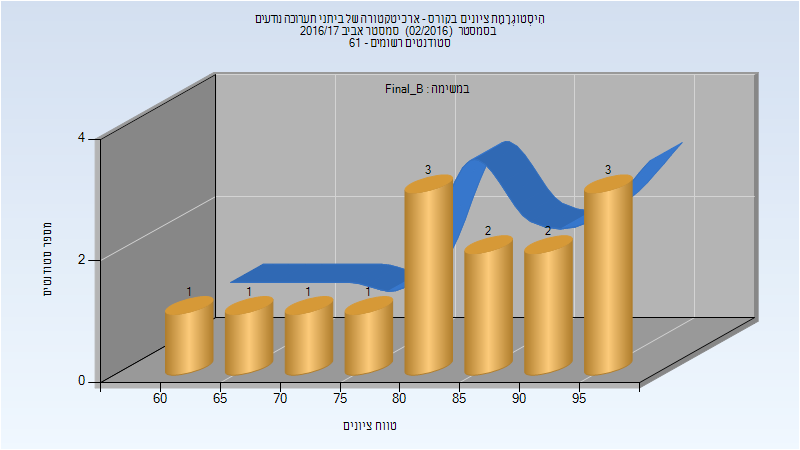 היסטוגרמת ציונים בקורס - ארכיטקטורה של ביתני תערוכה נודעים
בסמסטר (02/2016) סמסטר אביב 2016/17
סטודנטים רשומים - 61
במשימה : Final_B
מספר סטודנטים
4
2
0
1 1 1 1 3 2 2 3
60 65 70 75 80 85 90 95
טווח ציונים